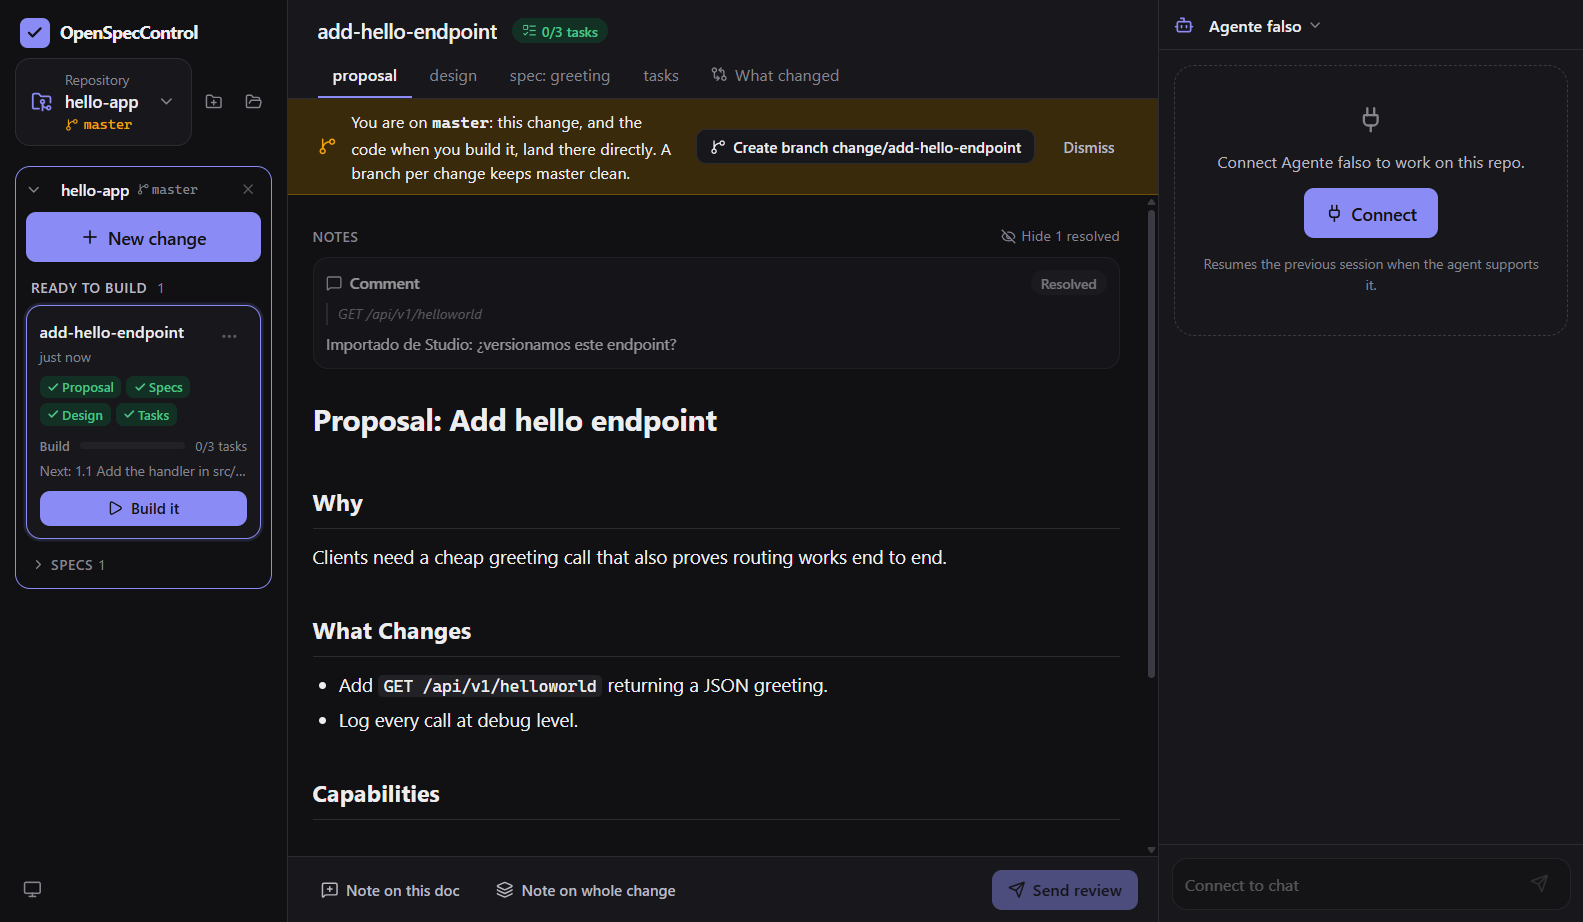 OpenSpecControl
Repository
hello-app
master
hello-app master
New change
READY TO BUILD 1
add-hello-endpoint
just now
Proposal
Specs
Design
Tasks
Build 0/3 tasks
Next: 1.1 Add the handler in src/...
Build it
SPECS 1
add-hello-endpoint
0/3 tasks
proposal
design
spec: greeting
tasks
What changed
You are on master: this change, and the
code when you build it, land there directly. A
branch per change keeps master clean.
Create branch change/add-hello-endpoint
Dismiss
NOTES
Hide 1 resolved
Comment
Resolved
GET /api/v1/helloworld
Importado de Studio: ¿versionamos este endpoint?
Proposal: Add hello endpoint
Why
Clients need a cheap greeting call that also proves routing works end to end.
What Changes
• Add GET /api/v1/helloworld returning a JSON greeting.
• Log every call at debug level.
Capabilities
Note on this doc
Note on whole change
Send review
Agente falso
Connect Agente falso to work on this repo.
Connect
Resumes the previous session when the agent supports
it.
Connect to chat